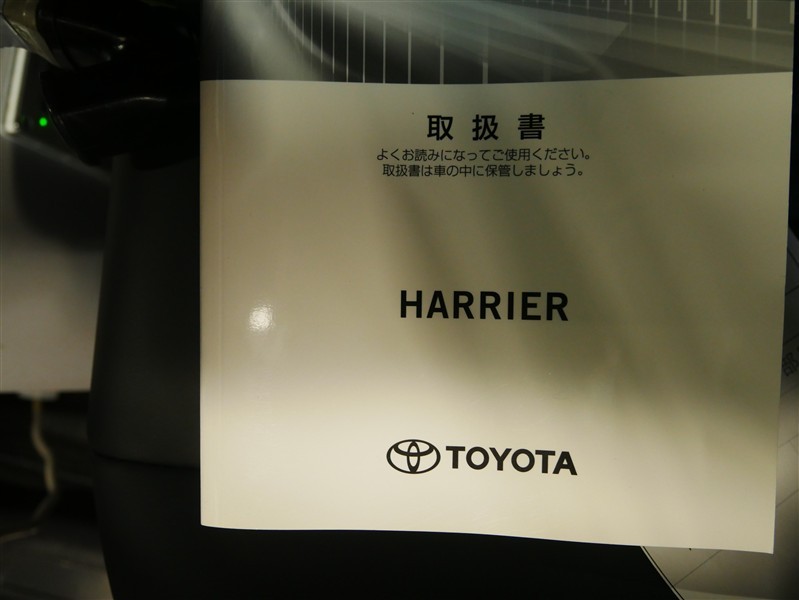 取扱書
よくお読みになってご使用ください。
取扱書は車の中に保管しましょう。
HARRIER
TOYOTA